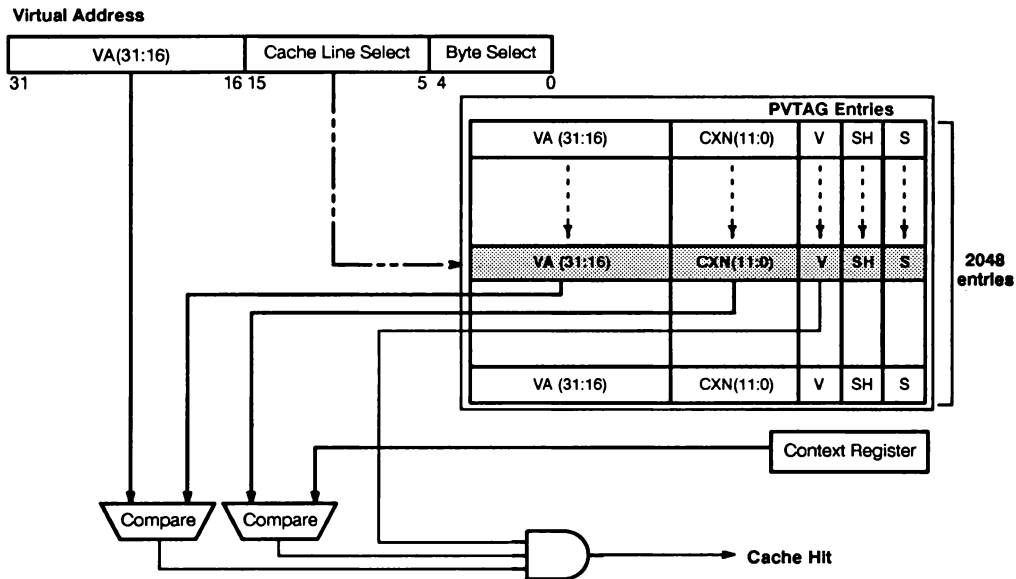 Virtual Address
VA(31:16) Cache Line Select Byte Select
31 16 15 5 4 0
PVTAG Entries
VA (31:16) CXN(11:0) V SH S
VA (31:16) CXN(11:0) V SH S
2048
entries
VA (31:16) CXN(11:0) V SH S
Context Register
Compare Compare
Cache Hit